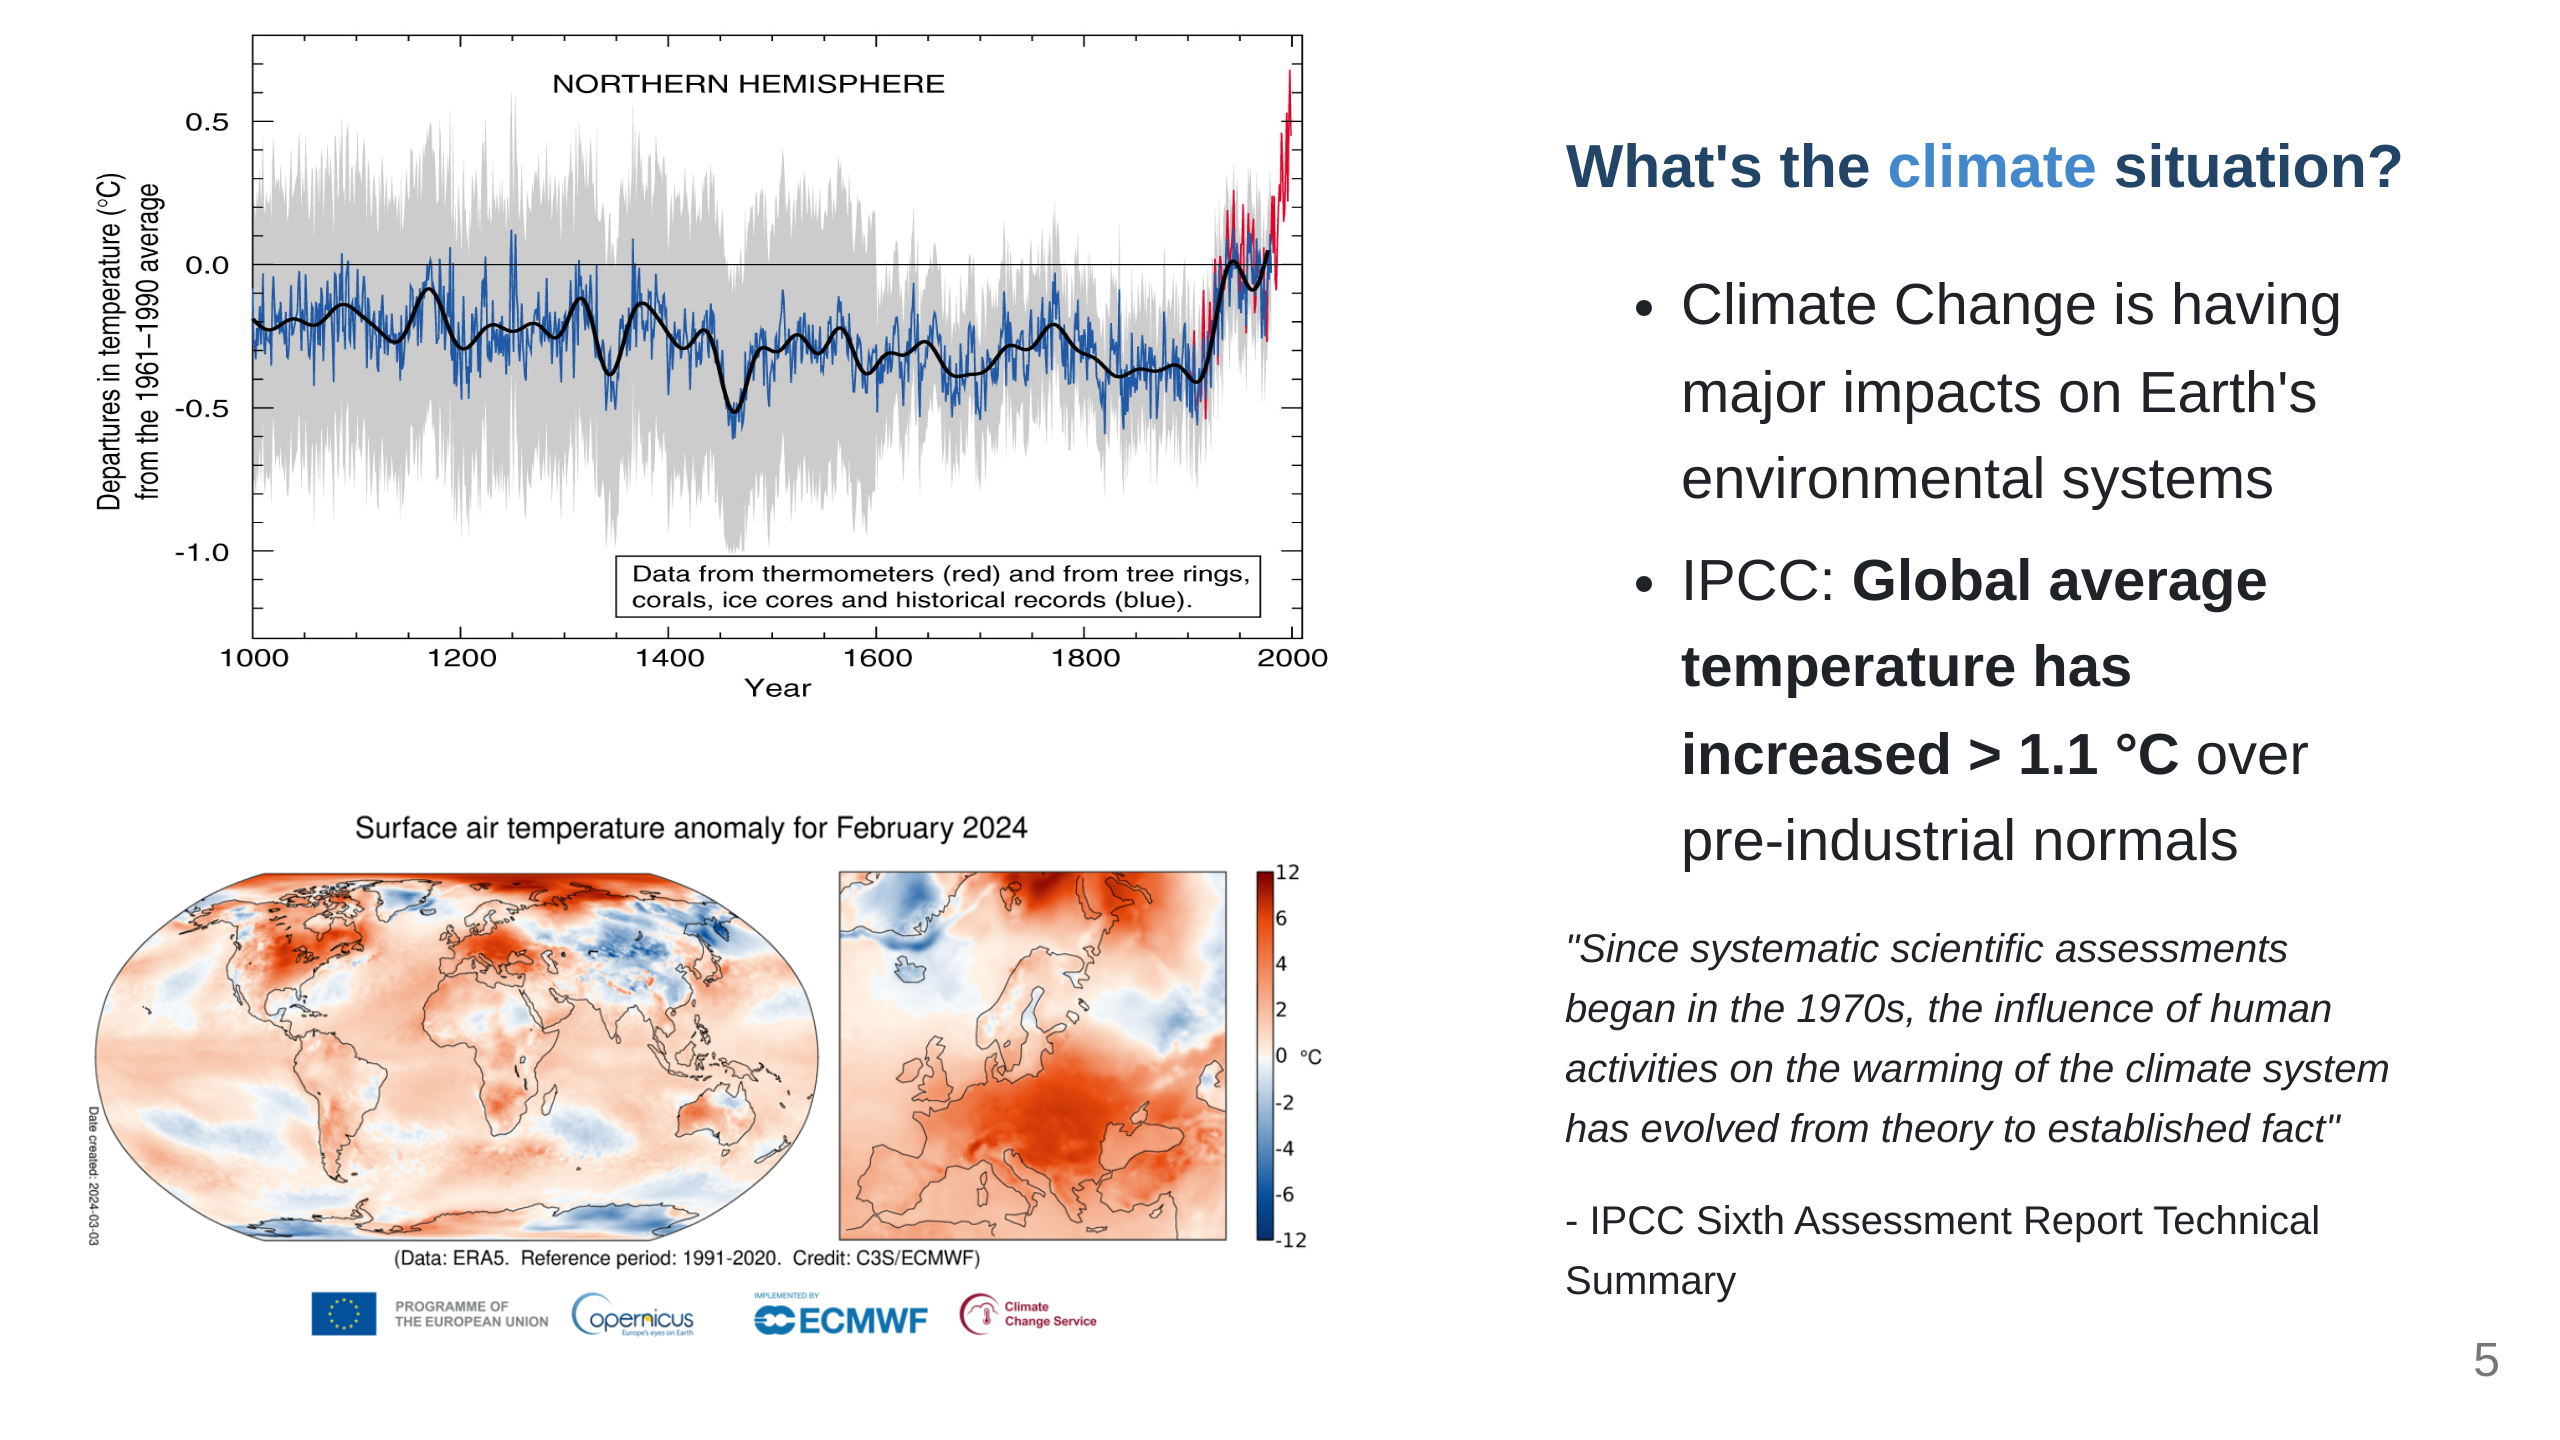 NORTHERN HEMISPHERE
0.5
0.0
-0.5
-1.0
Departures in temperature (°C)
from the 1961–1990 average
Data from thermometers (red) and from tree rings,
corals, ice cores and historical records (blue).
1000 1200 1400 1600 1800 2000
Year
Surface air temperature anomaly for February 2024
12
6
4
2
0 °C
-2
-4
-6
-12
Date created: 2024-03-03
(Data: ERA5. Reference period: 1991-2020. Credit: C3S/ECMWF)
PROGRAMME OF
THE EUROPEAN UNION
opernicus
Europe's eyes on Earth
IMPLEMENTED BY
ECMWF
Climate
Change Service
What's the climate situation?
• Climate Change is having
major impacts on Earth's
environmental systems
• IPCC: Global average
temperature has
increased > 1.1 °C over
pre-industrial normals
"Since systematic scientific assessments
began in the 1970s, the influence of human
activities on the warming of the climate system
has evolved from theory to established fact"
- IPCC Sixth Assessment Report Technical
Summary
5